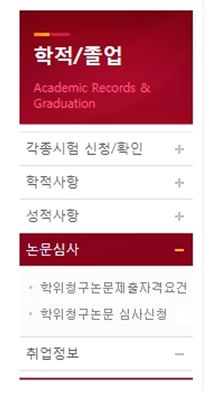 학적/졸업
Academic Records &
Graduation
각종시험 신청/확인
학적사항
성적사항
논문심사
학위청구논문제출자격요건
학위청구논문 심사신청
취업정보